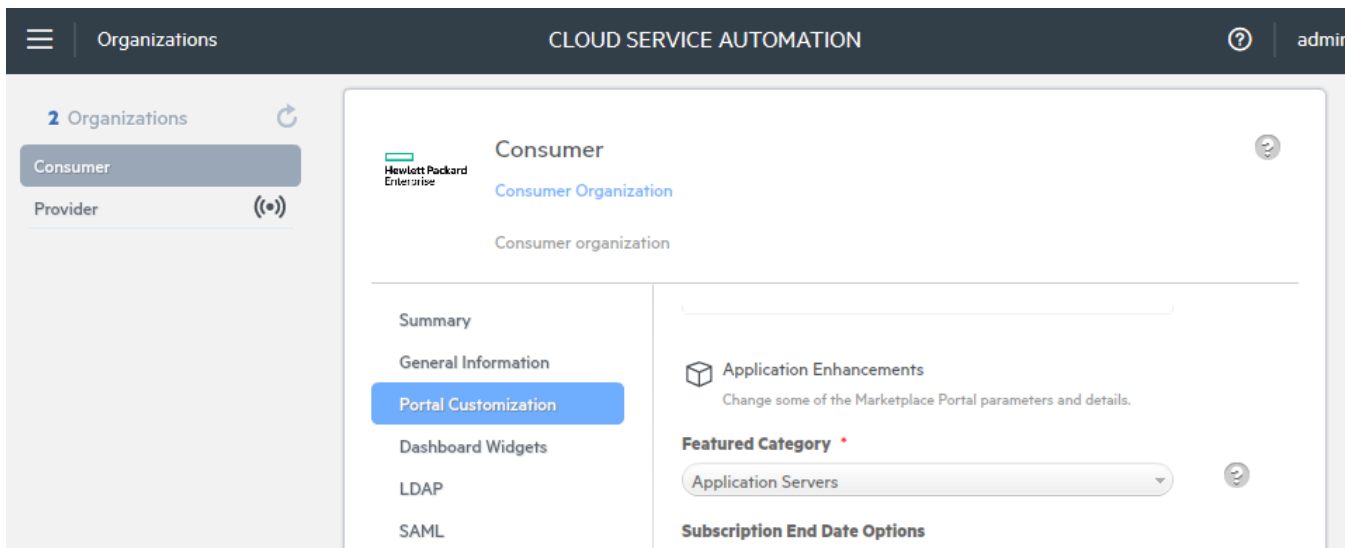 Organizations
CLOUD SERVICE AUTOMATION
admin
2 Organizations
Consumer
Provider
Hewlett Packard
Enterprise
Consumer
Consumer Organization
Consumer organization
Summary
General Information
Portal Customization
Dashboard Widgets
LDAP
SAML
Application Enhancements
Change some of the Marketplace Portal parameters and details.
Featured Category *
Application Servers
Subscription End Date Options